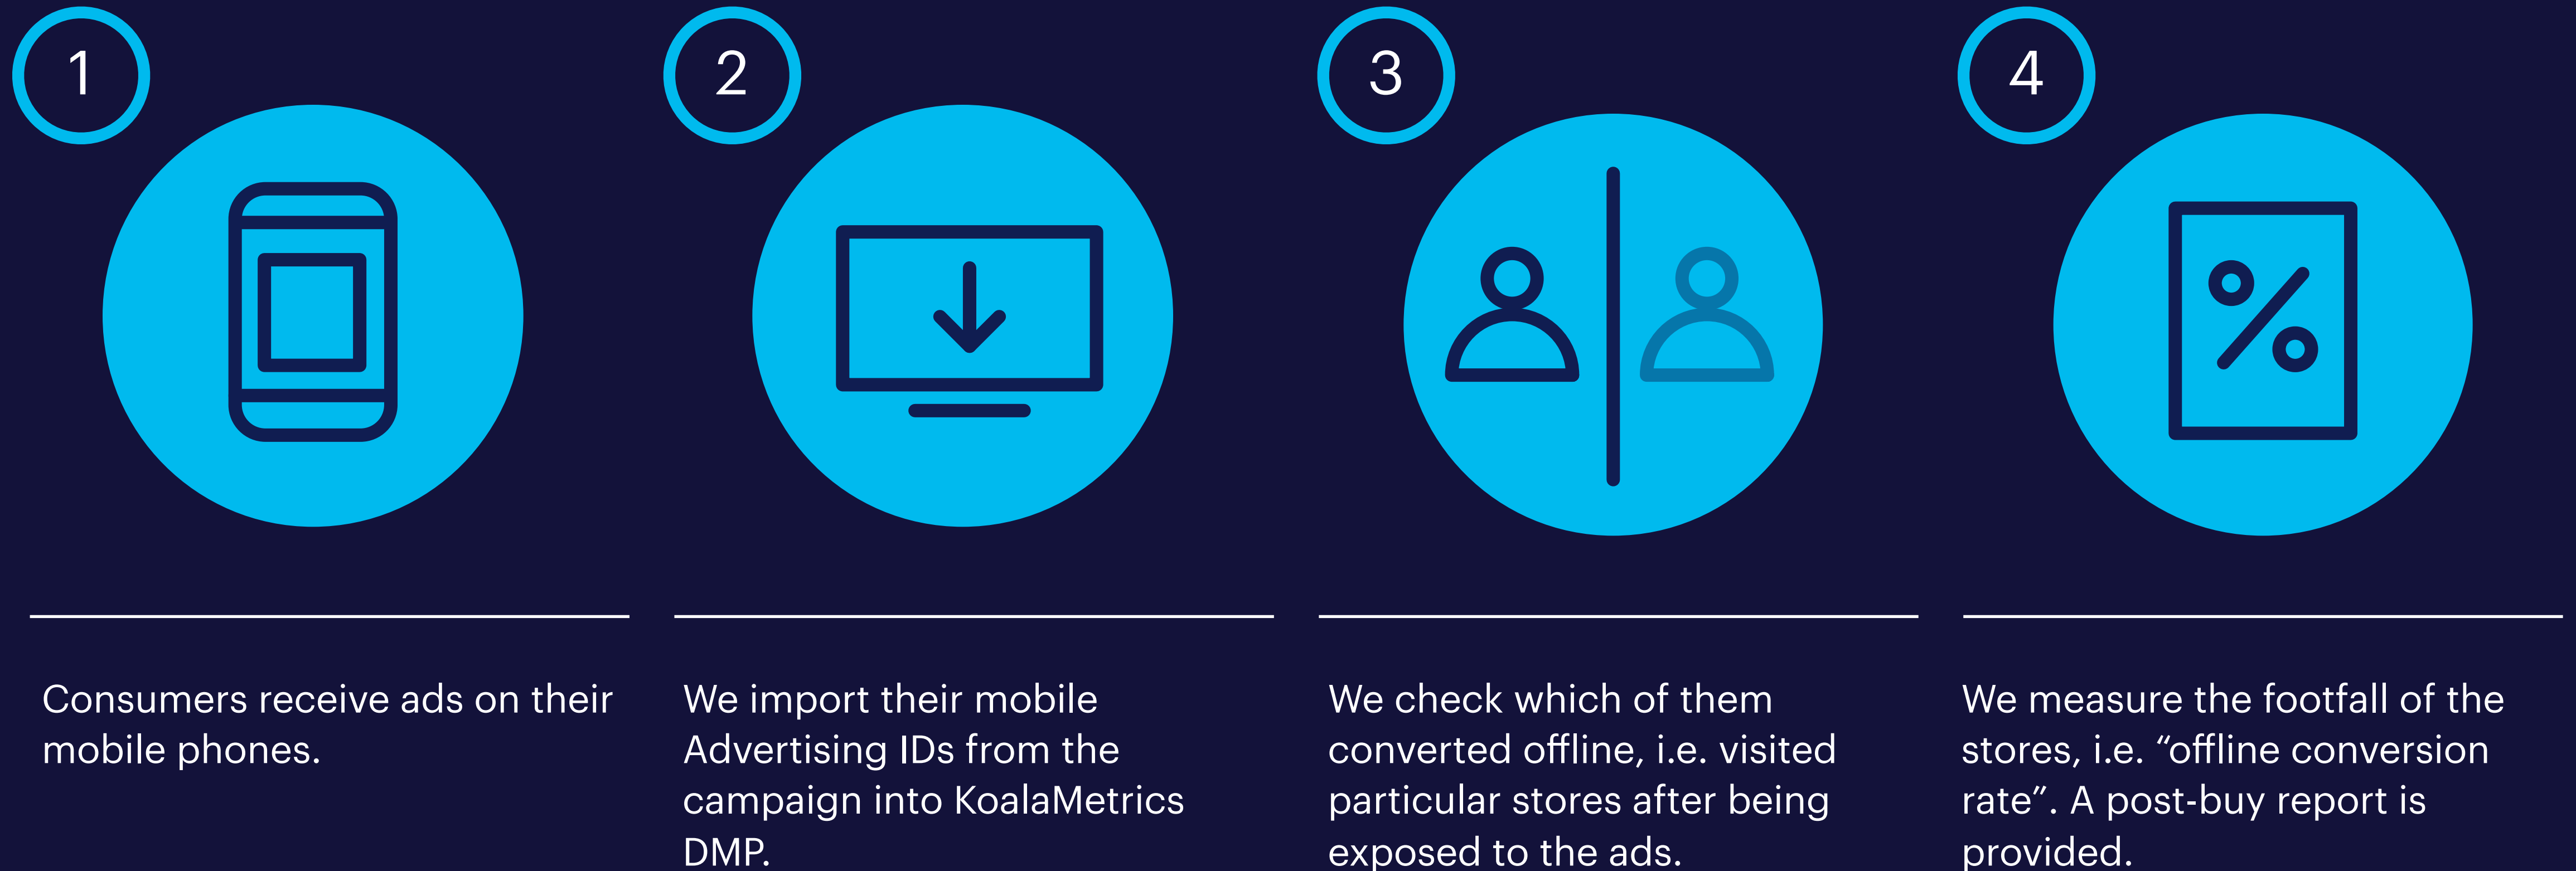 1
Consumers receive ads on their
mobile phones.
2
We import their mobile
Advertising IDs from the
campaign into KoalaMetrics
DMP.
3
We check which of them
converted offline, i.e. visited
particular stores after being
exposed to the ads.
4
We measure the footfall of the
stores, i.e. “offline conversion
rate”. A post-buy report is
provided.
%